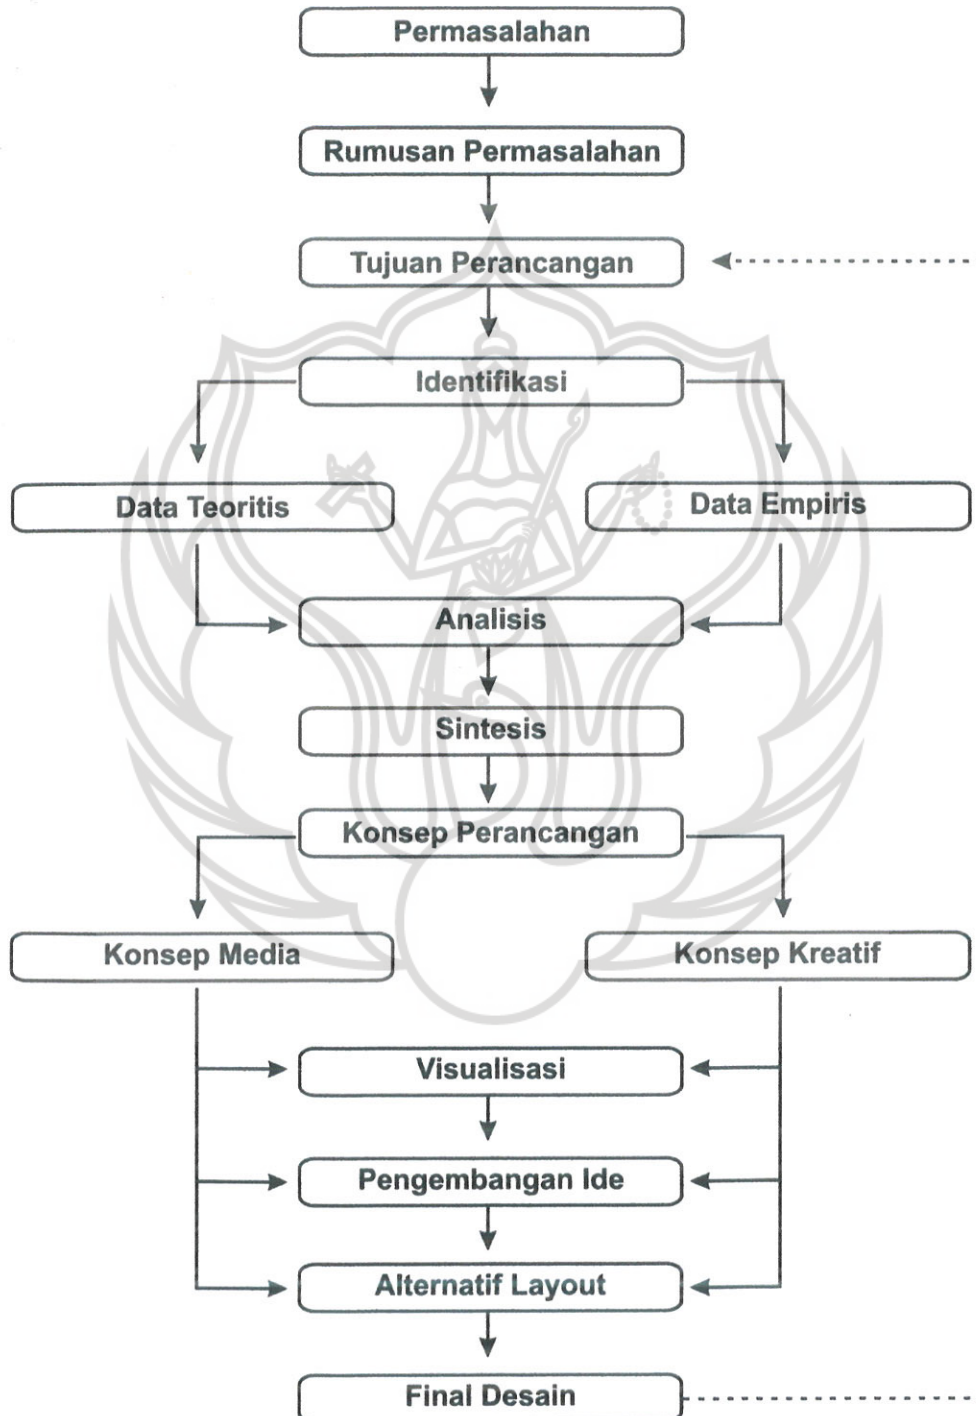 Permasalahan
Rumusan Permasalahan
Tujuan Perancangan
Identifikasi
Data Teoritis
Data Empiris
Analisis
Sintesis
Konsep Perancangan
Konsep Media
Konsep Kreatif
Visualisasi
Pengembangan Ide
Alternatif Layout
Final Desain